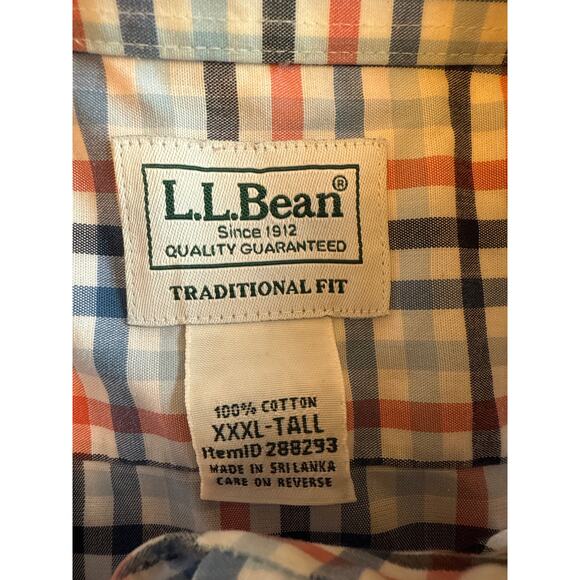 L.L.Bean®
Since 1912
QUALITY GUARANTEED
TRADITIONAL FIT
100% COTTON
XXXL-TALL
ItemID 288293
MADE IN SRI LANKA
CARE ON REVERSE